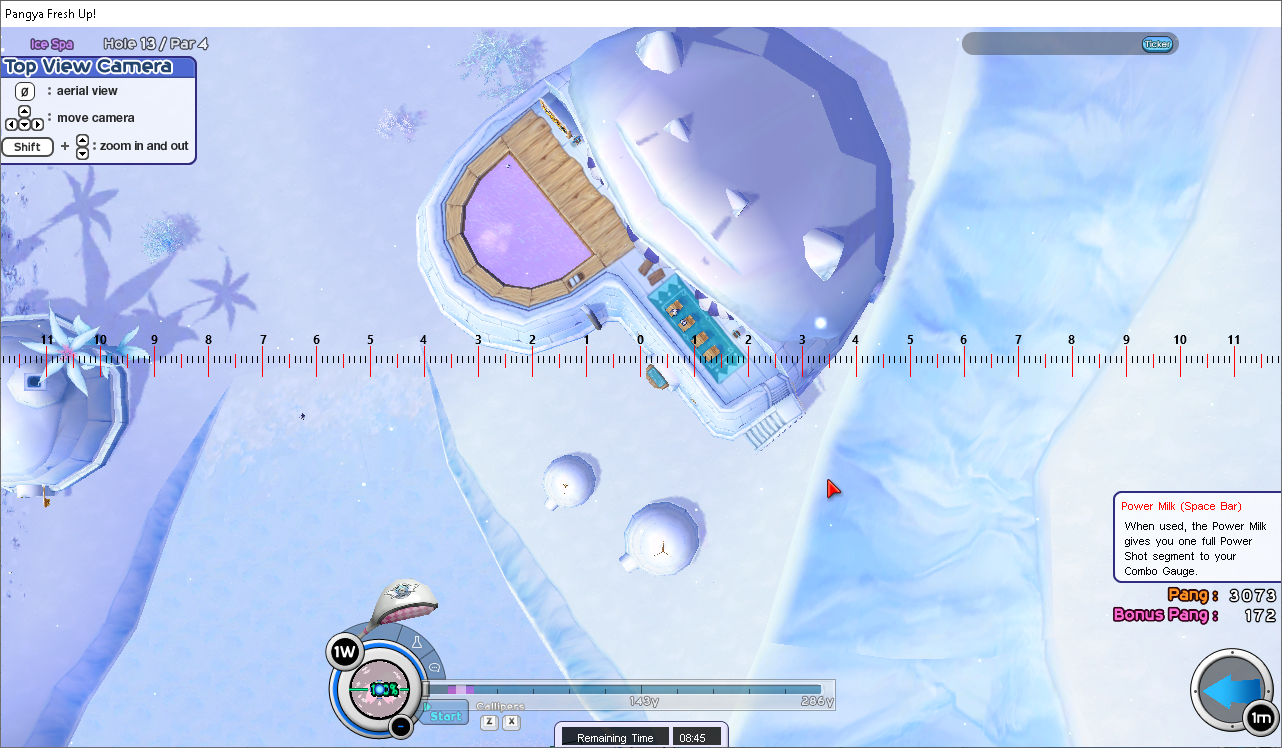 Pangya Fresh Up!
Ice Spa Hole 13 / Par 4
Ticker
Top View Camera
0 : aerial view
: move camera
Shift + : zoom in and out
11 10 9 8 7 6 5 4 3 2 1 0 1 2 3 4 5 6 7 8 9 10 11
Power Milk (Space Bar)
When used, the Power Milk
gives you one full Power
Shot segment to your
Combo Gauge.
Pang : 3073
Bonus Pang : 172
1W
100%
Start
Callipers
Z X
143y
286y
1m
Remaining Time 08:45